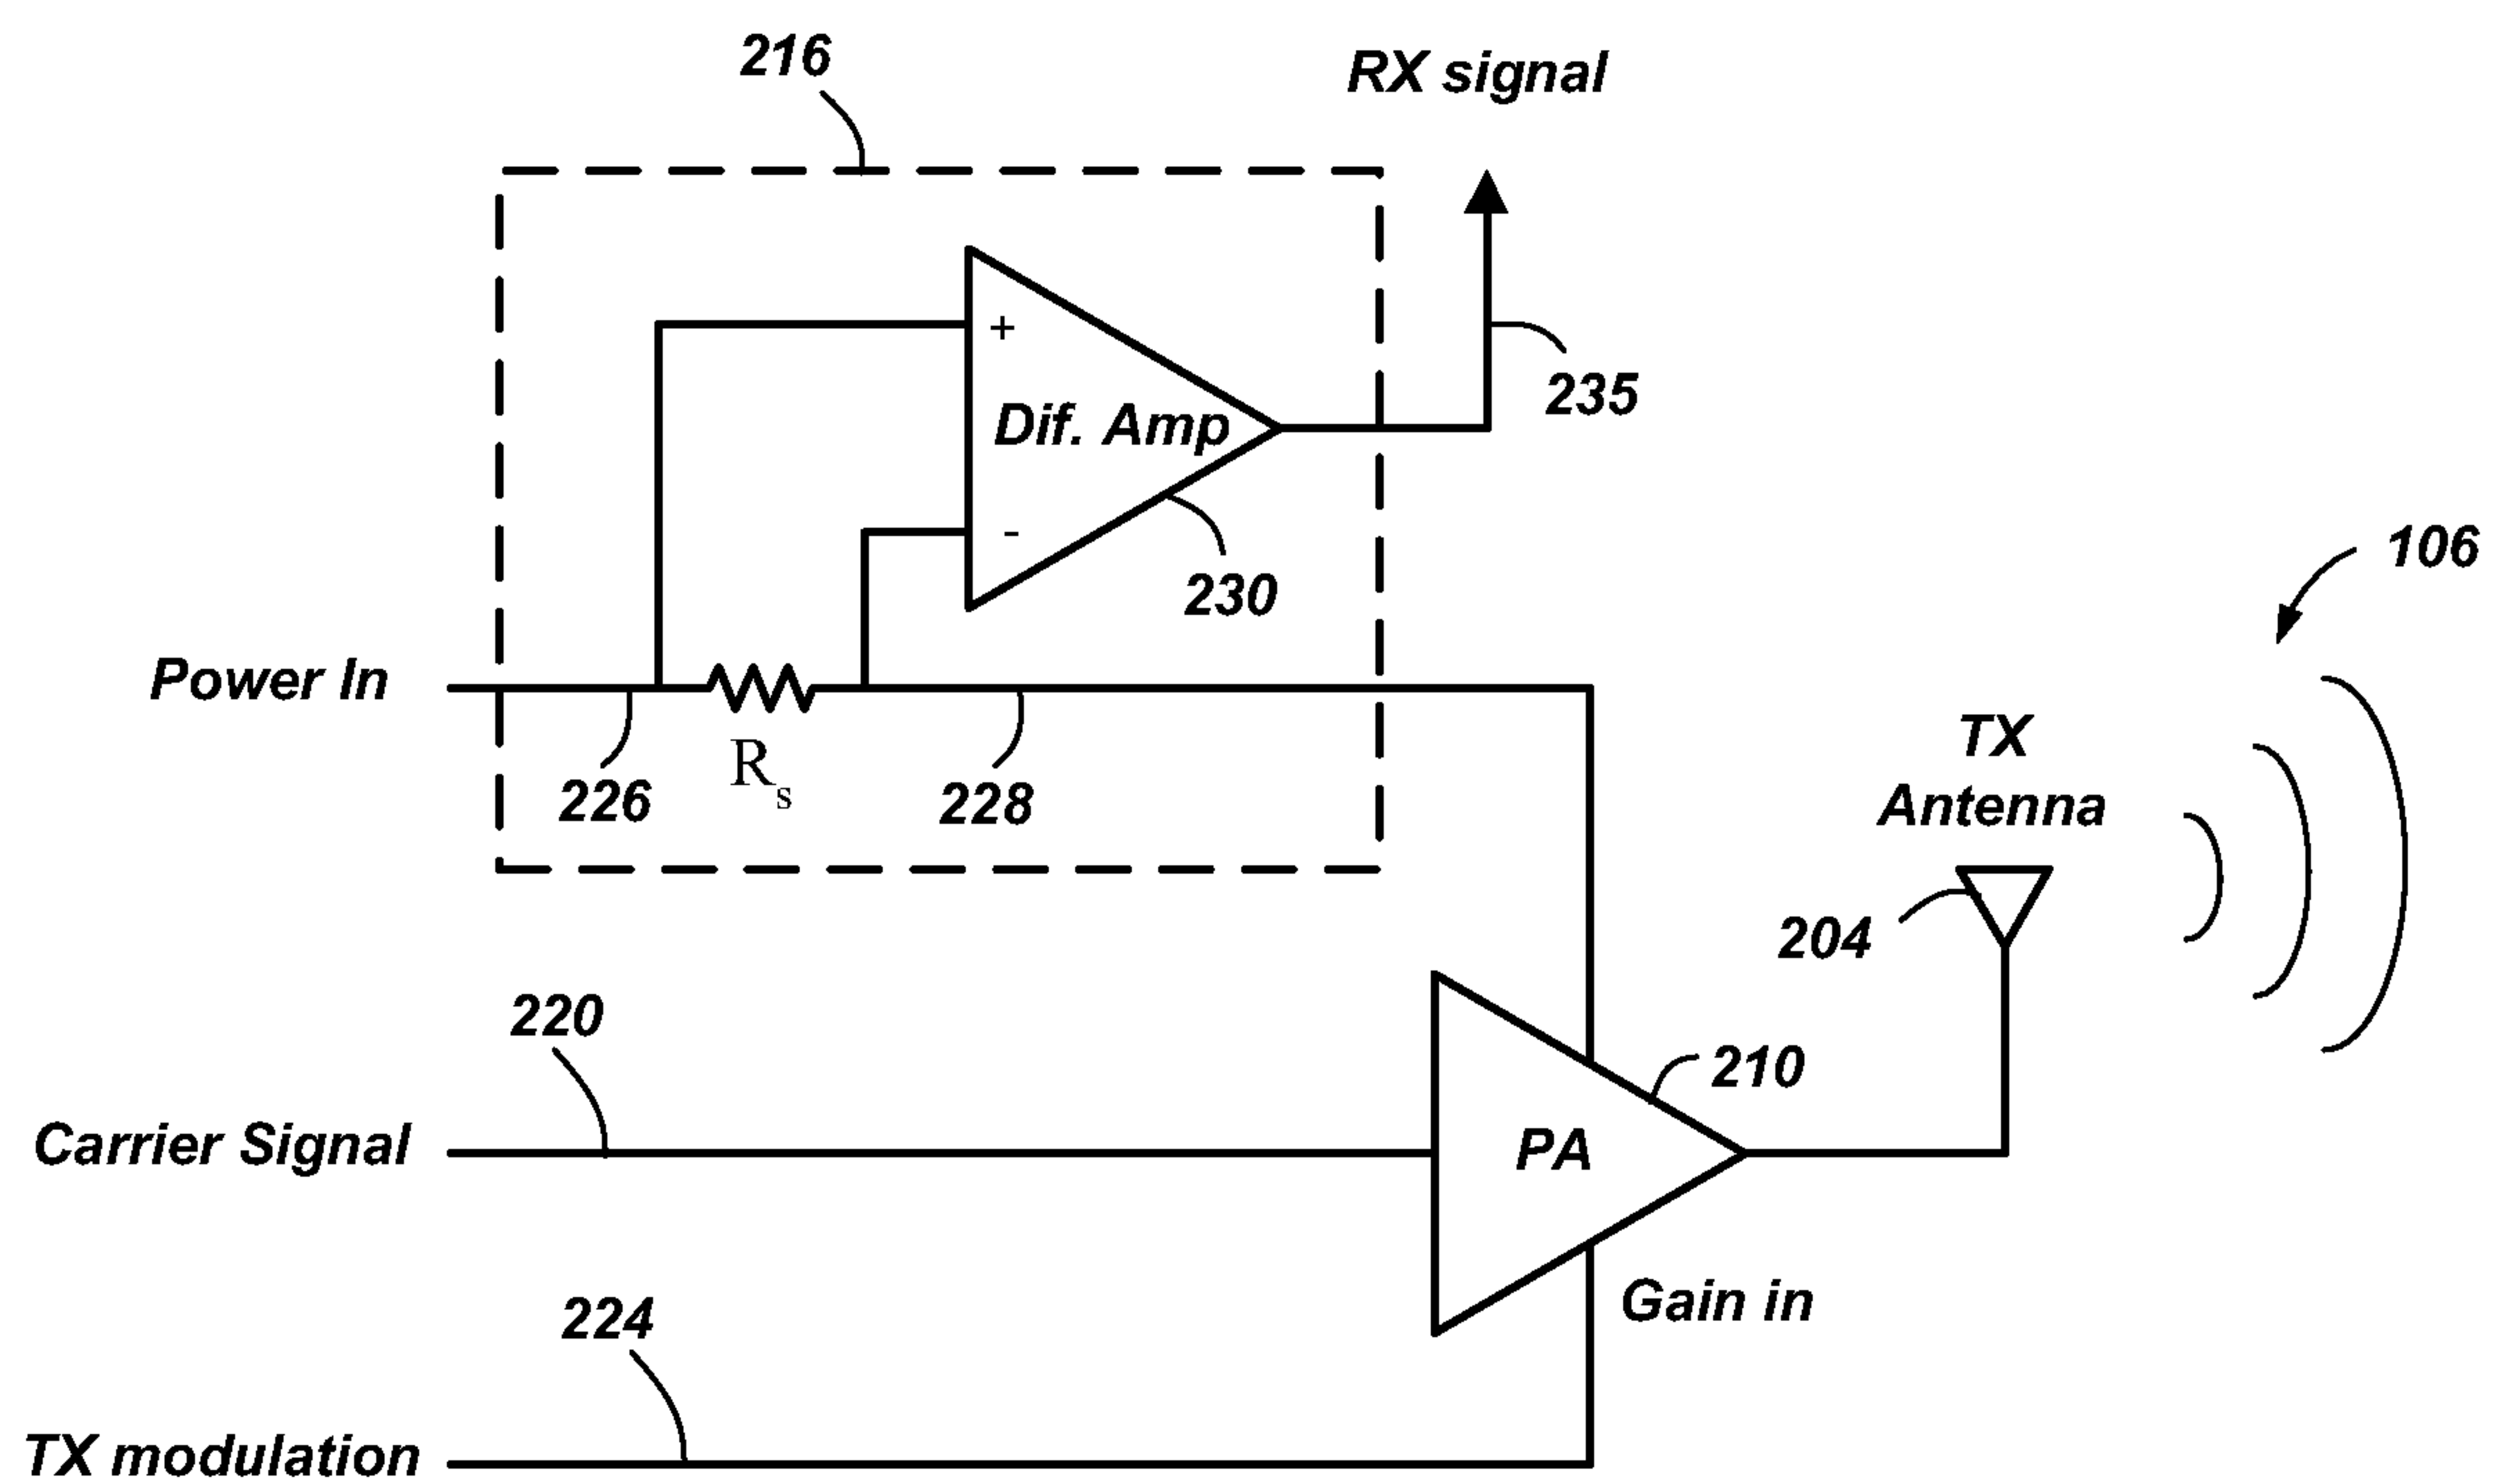 216
RX signal
+
Dif. Amp
235
-
230
106
Power In
226
Rs
228
TX
Antenna
204
220
210
Carrier Signal
PA
224
Gain in
TX modulation